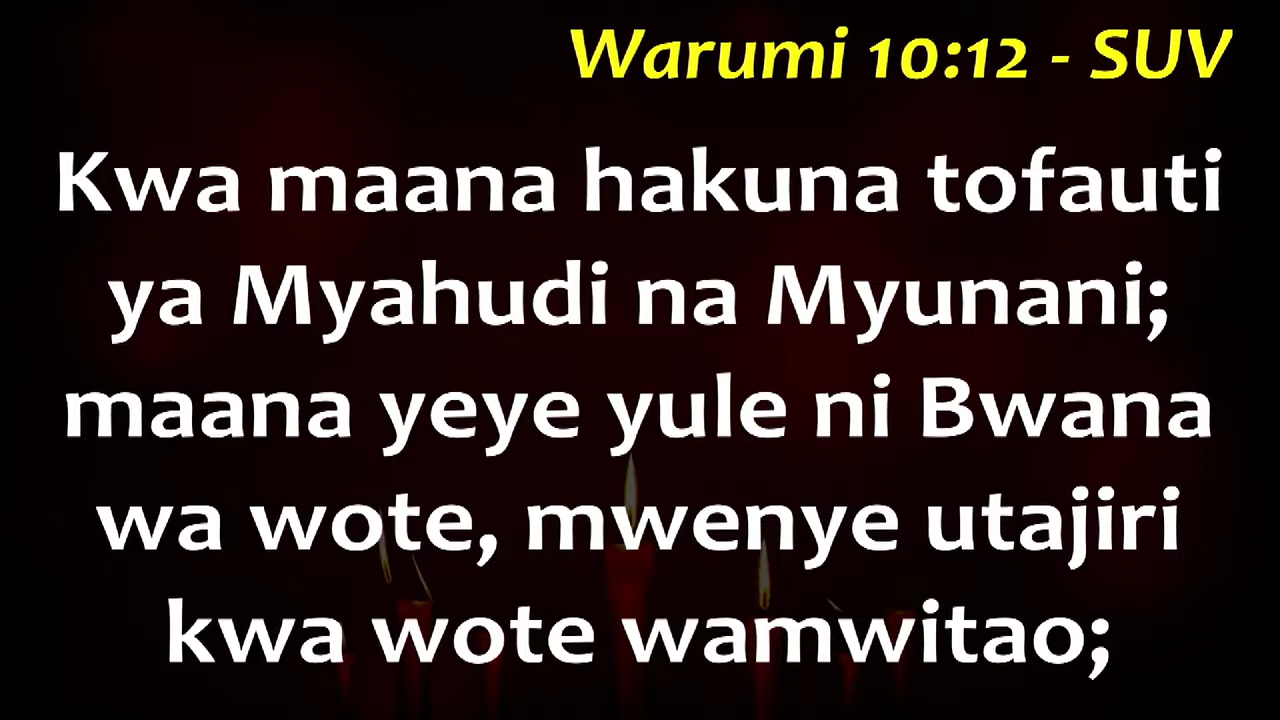 Warumi 10:12 - SUV
Kwa maana hakuna tofauti
ya Myahudi na Myunani;
maana yeye yule ni Bwana
wa wote, mwenye utajiri
kwa wote wamwitao;